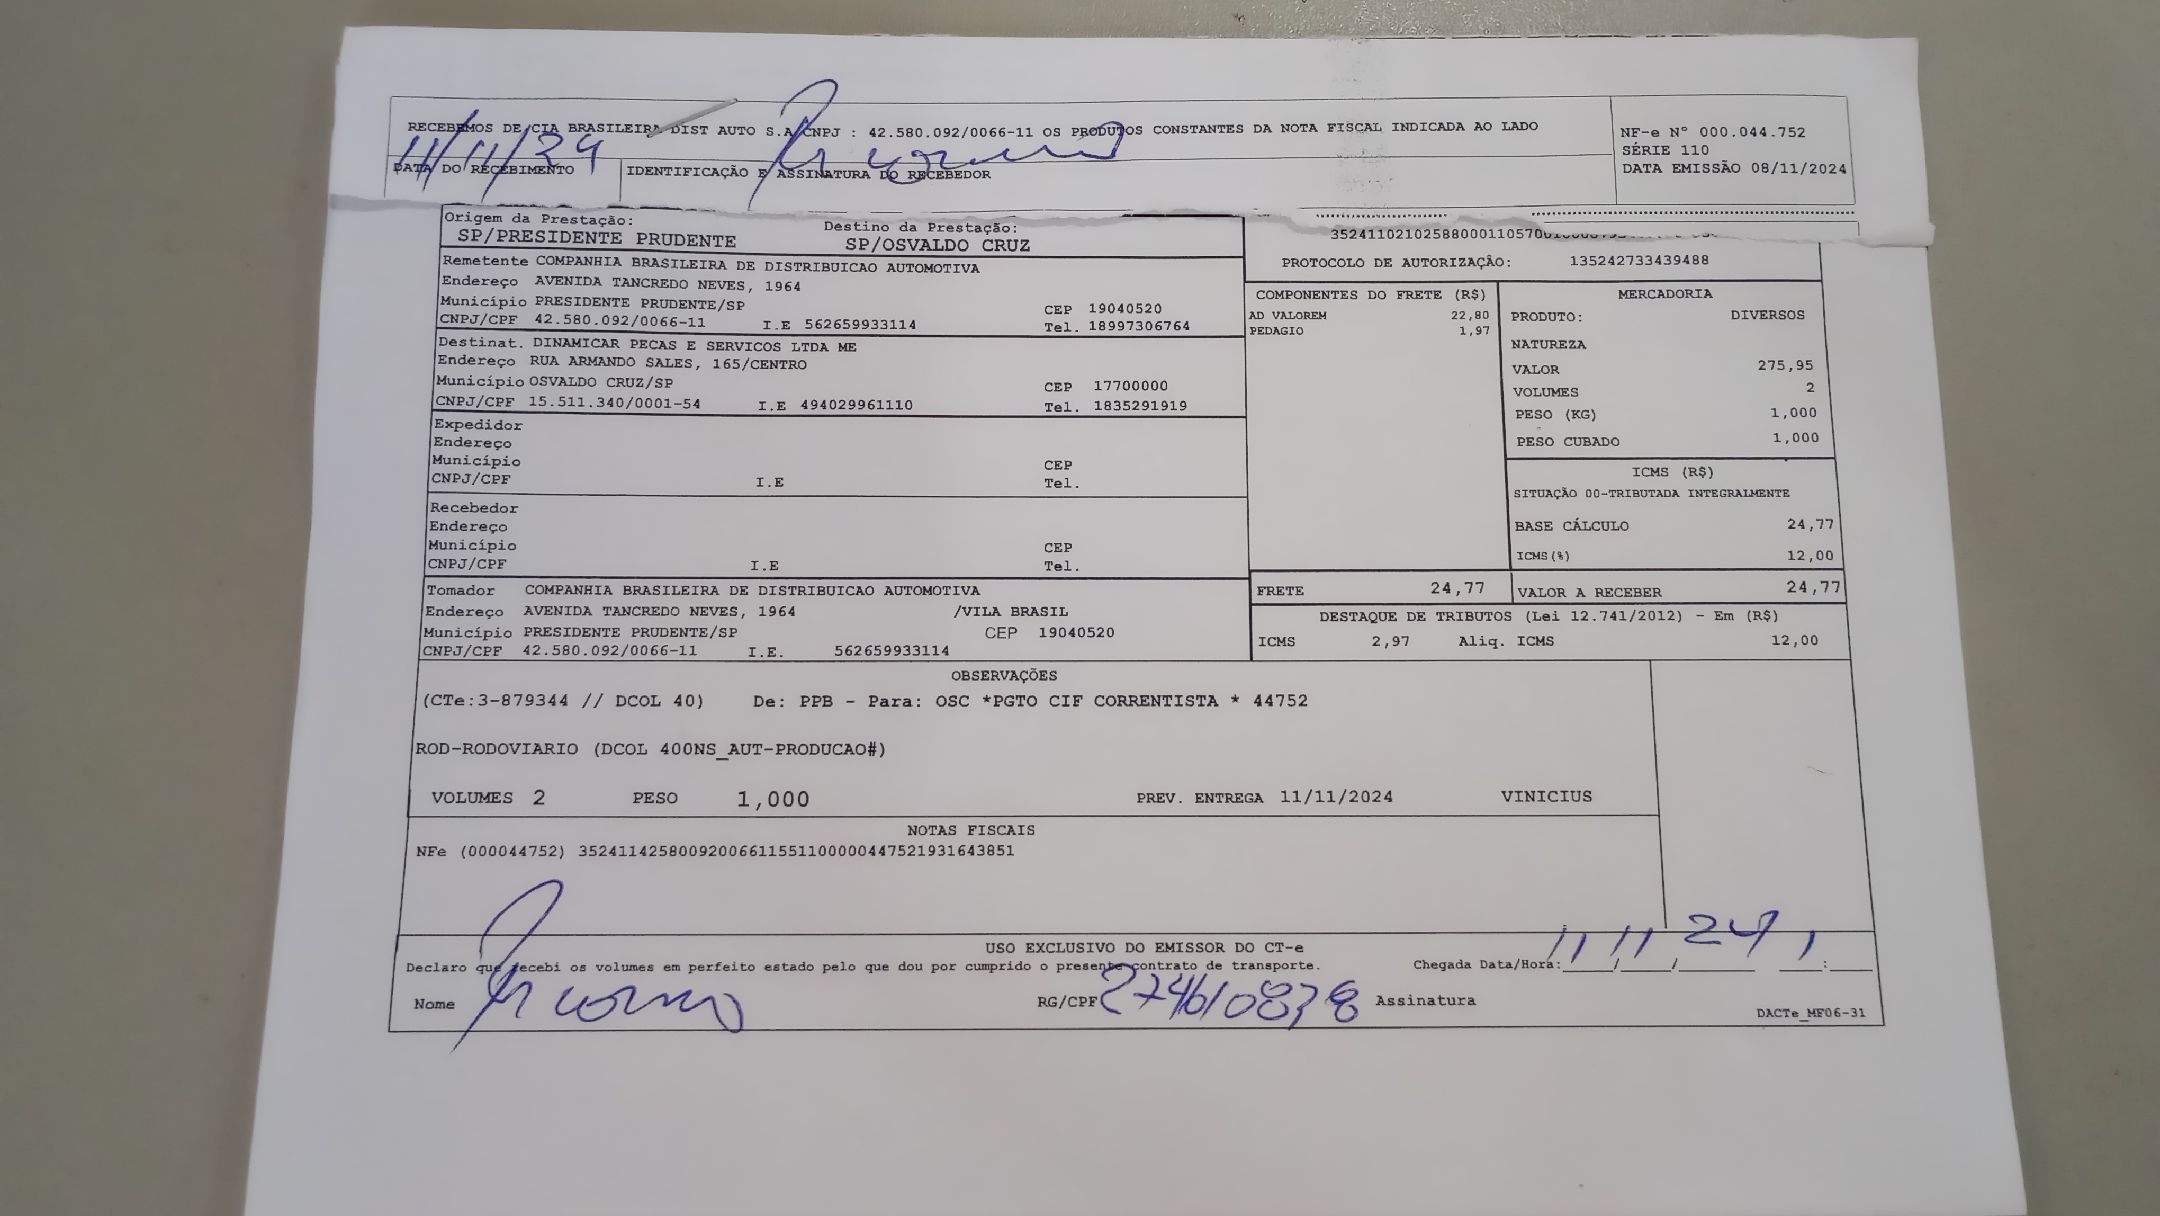 RECEBEMOS DE CIA BRASILEIRA DIST AUTO S.A CNPJ : 42.580.092/0066-11 OS PRODUTOS CONSTANTES DA NOTA FISCAL INDICADA AO LADO
NF-e N° 000.044.752
SÉRIE 110
DATA EMISSÃO 08/11/2024
11/11/24
DATA DO RECEBIMENTO
IDENTIFICAÇÃO E ASSINATURA DO RECEBEDOR
Origem da Prestação:
SP/PRESIDENTE PRUDENTE
Destino da Prestação:
SP/OSVALDO CRUZ
PROTOCOLO DE AUTORIZAÇÃO: 135242733439488
Remetente COMPANHIA BRASILEIRA DE DISTRIBUICAO AUTOMOTIVA
Endereço AVENIDA TANCREDO NEVES, 1964
Município PRESIDENTE PRUDENTE/SP CEP 19040520
CNPJ/CPF 42.580.092/0066-11 I.E 562659933114 Tel. 18997306764
Destinat. DINAMICAR PECAS E SERVICOS LTDA ME
Endereço RUA ARMANDO SALES, 165/CENTRO
Município OSVALDO CRUZ/SP CEP 17700000
CNPJ/CPF 15.511.340/0001-54 I.E 494029961110 Tel. 1835291919
Expedidor
Endereço
Município CEP
CNPJ/CPF I.E Tel.
Recebedor
Endereço
Município CEP
CNPJ/CPF I.E Tel.
Tomador COMPANHIA BRASILEIRA DE DISTRIBUICAO AUTOMOTIVA
Endereço AVENIDA TANCREDO NEVES, 1964 /VILA BRASIL
Município PRESIDENTE PRUDENTE/SP CEP 19040520
CNPJ/CPF 42.580.092/0066-11 I.E. 562659933114
COMPONENTES DO FRETE (R$)
AD VALOREM 22,80
PEDAGIO 1,97
MERCADORIA
PRODUTO: DIVERSOS
NATUREZA
VALOR 275,95
VOLUMES 2
PESO (KG) 1,000
PESO CUBADO 1,000
ICMS (R$)
SITUAÇÃO 00-TRIBUTADA INTEGRALMENTE
BASE CÁLCULO 24,77
ICMS(%) 12,00
FRETE 24,77
VALOR A RECEBER 24,77
DESTAQUE DE TRIBUTOS (Lei 12.741/2012) - Em (R$)
ICMS 2,97 Aliq. ICMS 12,00
OBSERVAÇÕES
(CTe:3-879344 // DCOL 40) De: PPB - Para: OSC *PGTO CIF CORRENTISTA * 44752
ROD-RODOVIARIO (DCOL 400NS_AUT-PRODUCAO#)
VOLUMES 2 PESO 1,000 PREV. ENTREGA 11/11/2024 VINICIUS
NOTAS FISCAIS
NFe (000044752) 35241142580092006611551100000447521931643851
USO EXCLUSIVO DO EMISSOR DO CT-e
Declaro que recebi os volumes em perfeito estado pelo que dou por cumprido o presente contrato de transporte. Chegada Data/Hora: 11/11/24
Nome RG/CPF Assinatura
DACTe_MF06-31